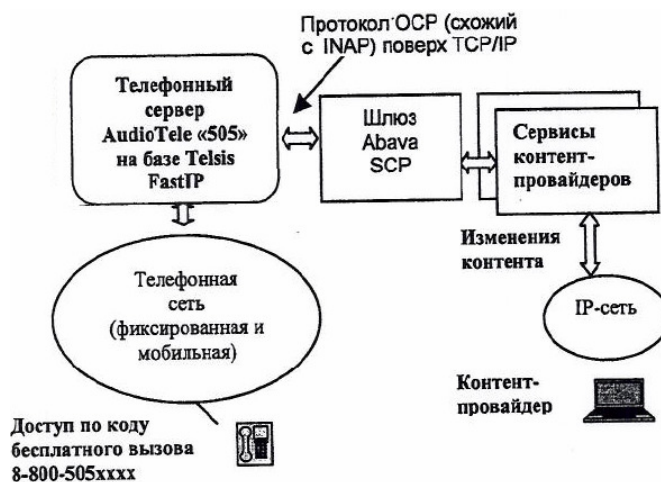 Протокол OCP (схожий
с INAP) поверх TCP/IP
Телефонный
сервер
AudioTele «505»
на базе Telsis
FastIP
Шлюз
Abava
SCP
Сервисы
контент-
провайдеров
Изменения
контента
Телефонная
сеть
(фиксированная и
мобильная)
IP-сеть
Контент-
провайдер
Доступ по коду
бесплатного вызова
8-800-505xxxx